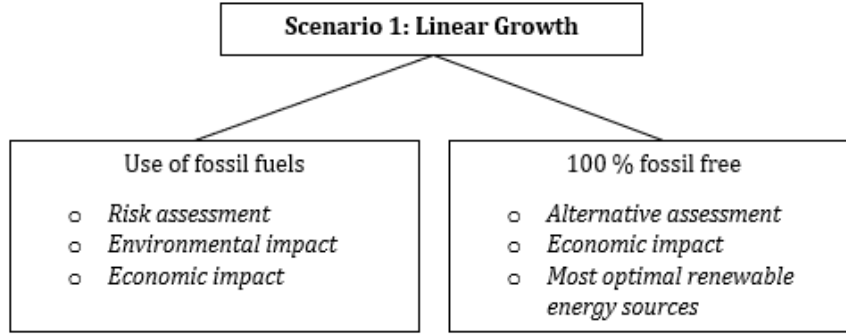 Scenario 1: Linear Growth
Use of fossil fuels
o Risk assessment
o Environmental impact
o Economic impact
100 % fossil free
o Alternative assessment
o Economic impact
o Most optimal renewable
energy sources